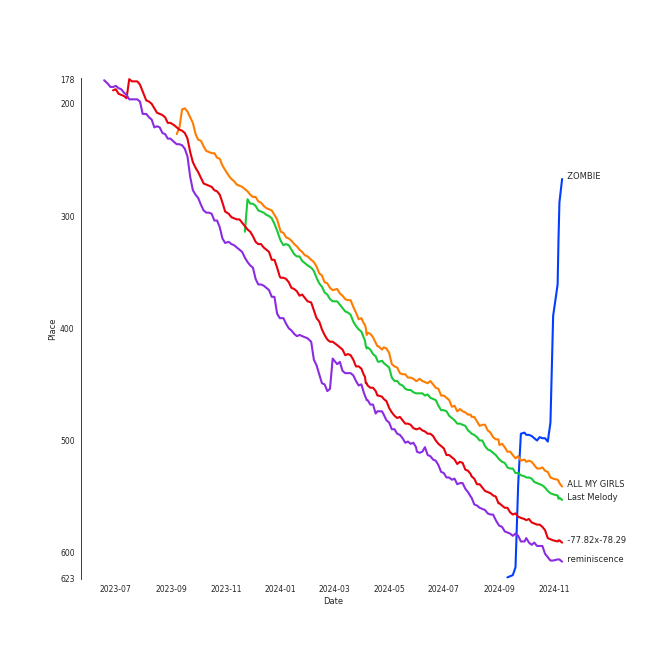 178
200
300
400
500
600
623
Place
2023-07
2023-09
2023-11
2024-01
2024-03
2024-05
2024-07
2024-09
2024-11
Date
ZOMBIE
ALL MY GIRLS
Last Melody
-77.82x-78.29
reminiscence